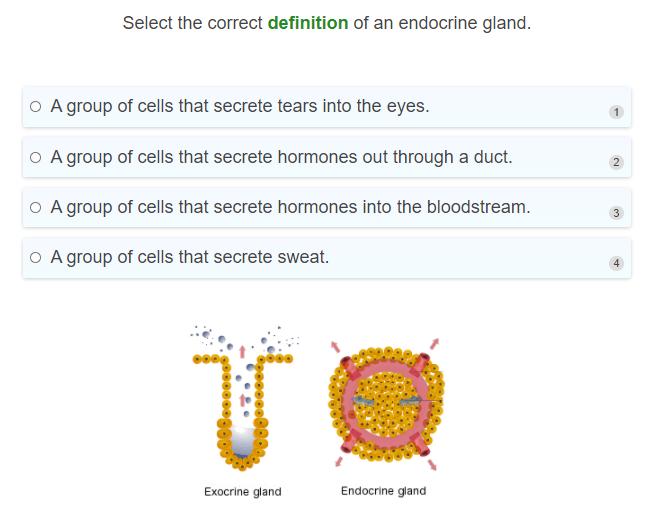 Select the correct definition of an endocrine gland.
A group of cells that secrete tears into the eyes.
1
A group of cells that secrete hormones out through a duct.
2
A group of cells that secrete hormones into the bloodstream.
3
A group of cells that secrete sweat.
4
Exocrine gland
Endocrine gland